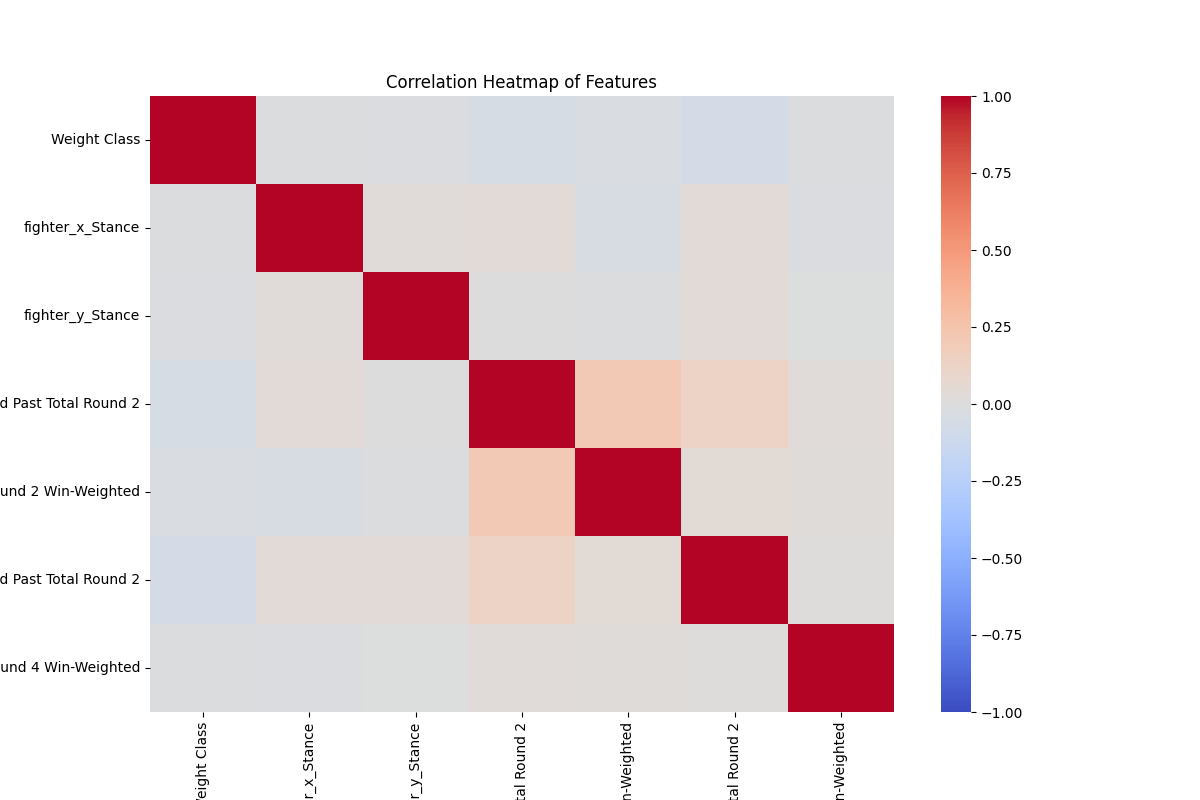 Correlation Heatmap of Features
Weight Class
fighter_x_Stance
fighter_y_Stance
d Past Total Round 2
und 2 Win-Weighted
d Past Total Round 2
und 4 Win-Weighted
1.00
0.75
0.50
0.25
0.00
−0.25
−0.50
−0.75
−1.00
Weight Class
r_x_Stance
r_y_Stance
tal Round 2
n-Weighted
tal Round 2
n-Weighted